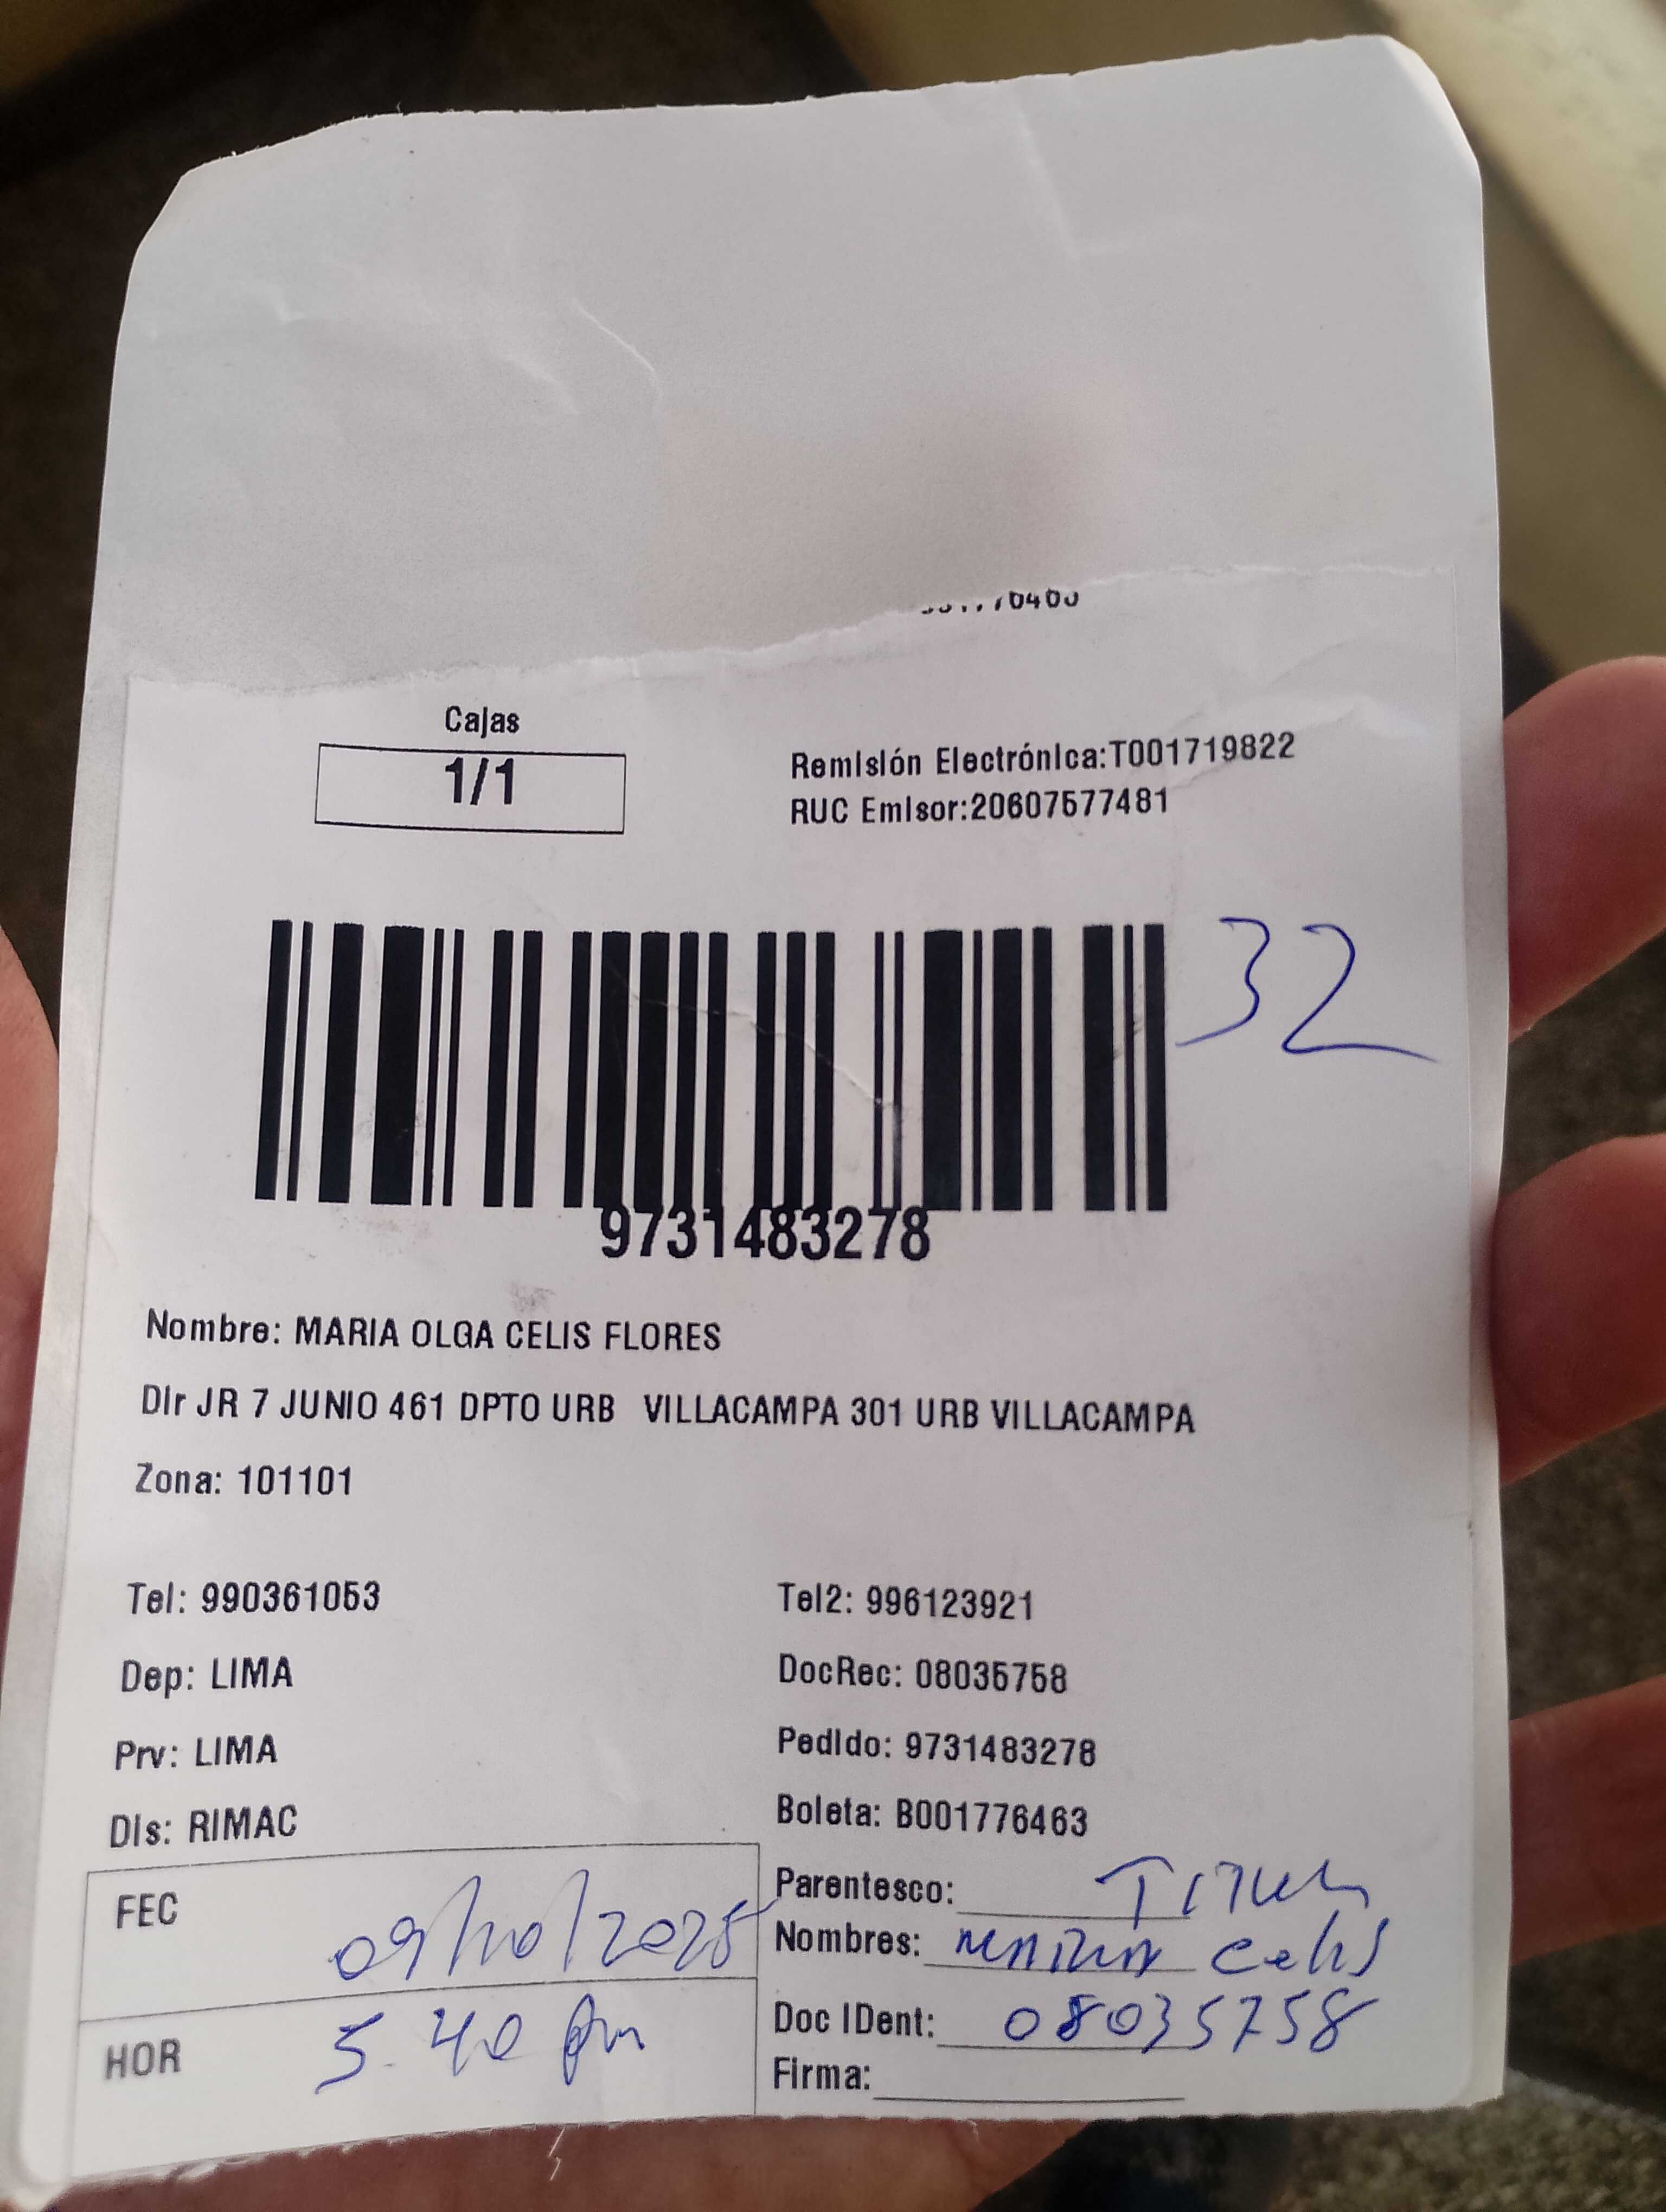 Cajas
1/1
Remisión Electrónica:T001719822
RUC Emisor:20607577481
32
9731483278
Nombre: MARIA OLGA CELIS FLORES
Dir JR 7 JUNIO 461 DPTO URB VILLACAMPA 301 URB VILLACAMPA
Zona: 101101
Tel: 990361053
Tel2: 996123921
Dep: LIMA
DocRec: 08035758
Prv: LIMA
Pedido: 9731483278
Dis: RIMAC
Boleta: B001776463
FEC 09/10/2025
Parentesco:
Nombres: Celis
HOR 5.40 pm
Doc IDent: 08035758
Firma: